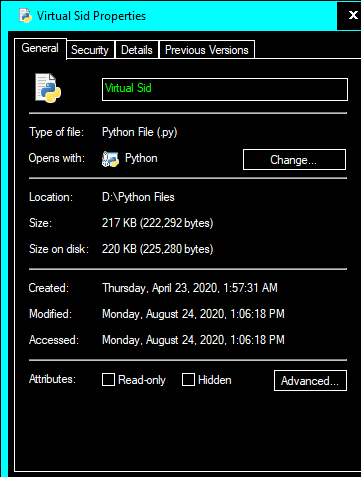 Virtual Sid Properties
General Security Details Previous Versions
Virtual Sid
Type of file: Python File (.py)
Opens with: Python Change...
Location: D:\Python Files
Size: 217 KB (222,292 bytes)
Size on disk: 220 KB (225,280 bytes)
Created: Thursday, April 23, 2020, 1:57:31 AM
Modified: Monday, August 24, 2020, 1:06:18 PM
Accessed: Monday, August 24, 2020, 1:06:18 PM
Attributes: Read-only Hidden Advanced...